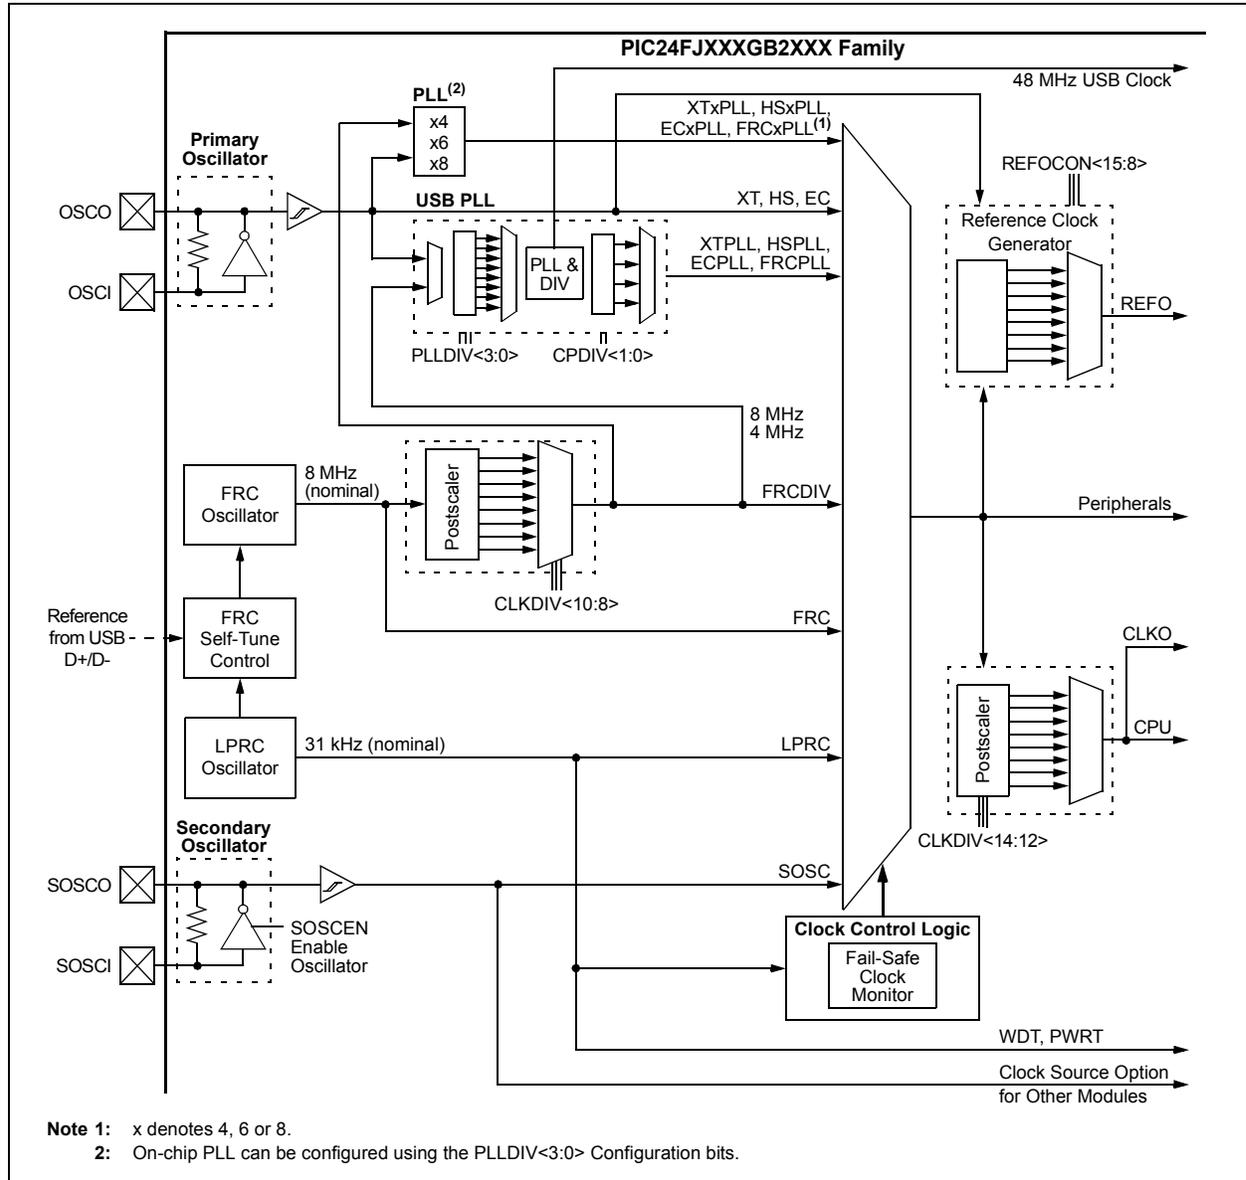 PIC24FJXXXGB2XXX Family
48 MHz USB Clock
PLL(2)
x4
x6
x8
XTxPLL, HSxPLL,
ECxPLL, FRCxPLL(1)
Primary
Oscillator
REFOCON<15:8>
OSCO
USB PLL
XT, HS, EC
Reference Clock
Generator
XTPLL, HSPLL,
ECPLL, FRCPLL
PLL &
DIV
OSCI
REFO
PLLDIV<3:0>
CPDIV<1:0>
8 MHz
4 MHz
8 MHz
(nominal)
FRC
Oscillator
Postscaler
FRCDIV
Peripherals
CLKDIV<10:8>
Reference
from USB
D+/D-
FRC
Self-Tune
Control
FRC
CLKO
Postscaler
CPU
LPRC
Oscillator
31 kHz (nominal)
LPRC
CLKDIV<14:12>
Secondary
Oscillator
SOSCO
SOSC
SOSCEN
Enable
Oscillator
SOSCI
Clock Control Logic
Fail-Safe
Clock
Monitor
WDT, PWRT
Clock Source Option
for Other Modules
Note 1: x denotes 4, 6 or 8.
2: On-chip PLL can be configured using the PLLDIV<3:0> Configuration bits.